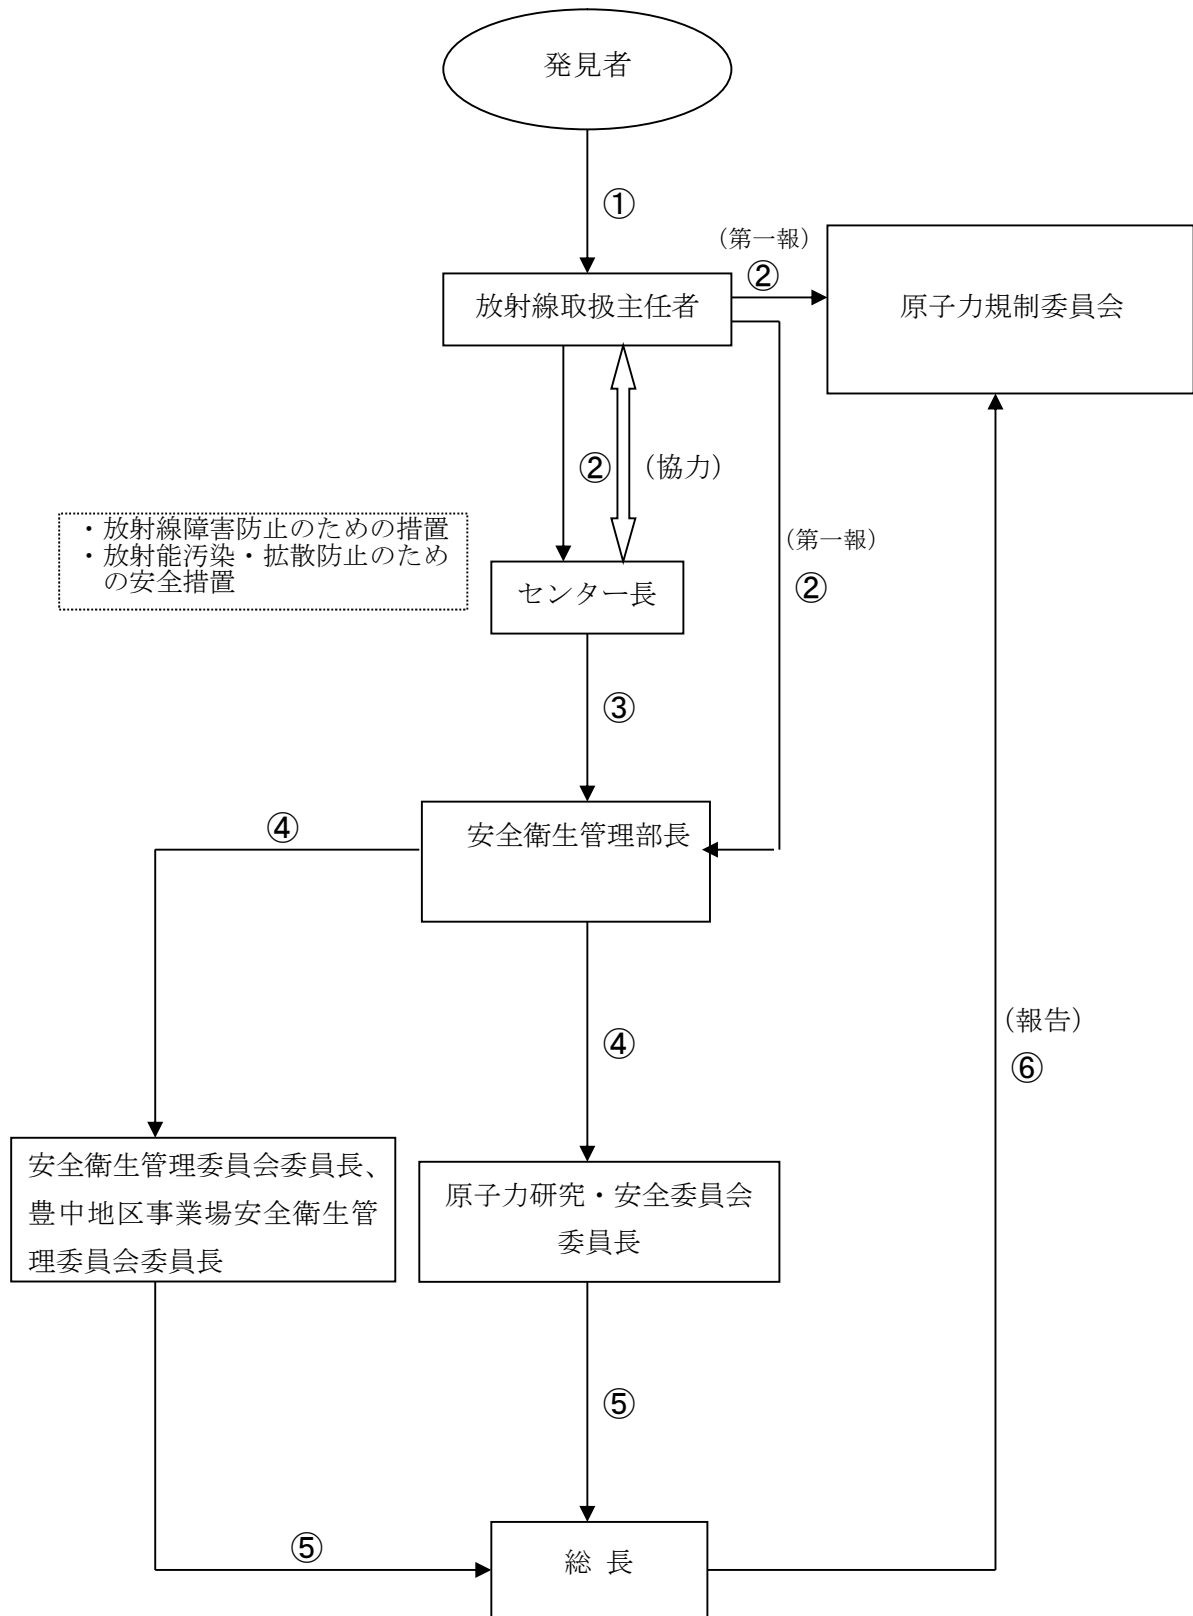 発見者
①
(第一報)
②
放射線取扱主任者
原子力規制委員会
②
(協力)
・放射線障害防止のための措置
・放射能汚染・拡散防止のため
の安全措置
(第一報)
②
センター長
③
④
安全衛生管理部長
④
(報告)
⑥
安全衛生管理委員会委員長、
豊中地区事業場安全衛生管
理委員会委員長
原子力研究・安全委員会
委員長
⑤
⑤
総 長